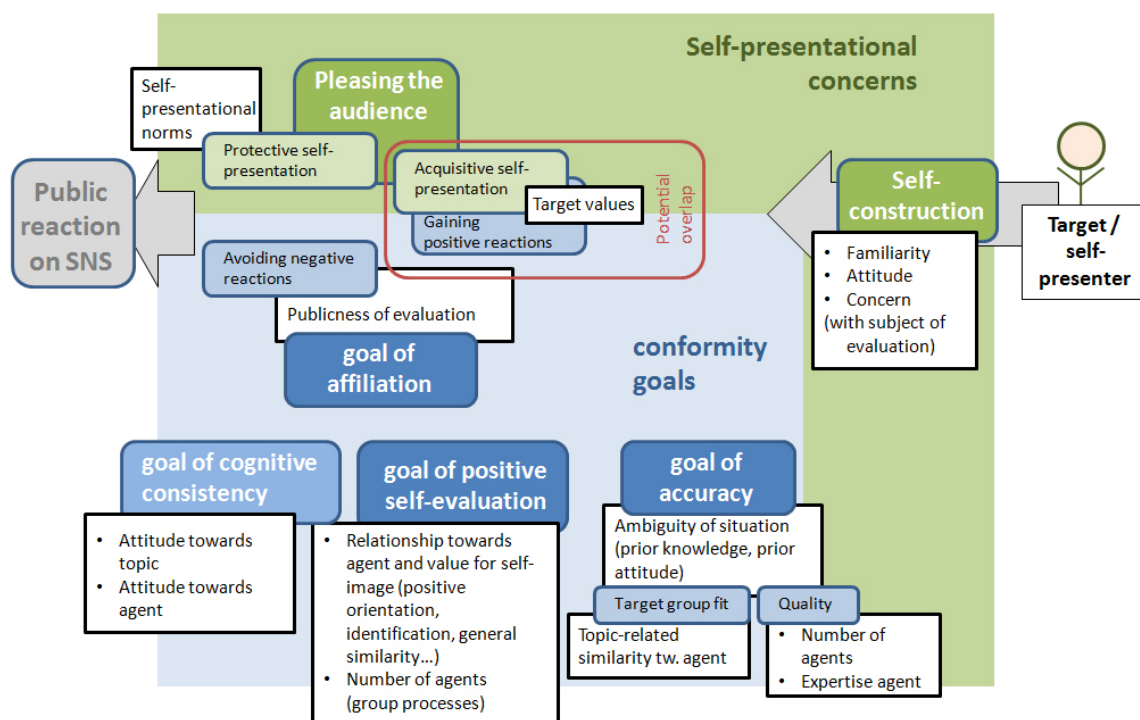 Self-presentational
concerns
Self-
presentational
norms
Pleasing the
audience
Protective self-
presentation
Acquisitive self-
presentation
Target values
Gaining
positive reactions
Potential
overlap
Public
reaction
on SNS
Self-
construction
Target /
self-
presenter
• Familiarity
• Attitude
• Concern
(with subject of
evaluation)
Avoiding negative
reactions
Publicness of evaluation
goal of
affiliation
conformity
goals
goal of cognitive
consistency
• Attitude towards
topic
• Attitude towards
agent
goal of positive
self-evaluation
• Relationship towards
agent and value for self-
image (positive
orientation,
identification, general
similarity...)
• Number of agents
(group processes)
goal of
accuracy
Ambiguity of situation
(prior knowledge, prior
attitude)
Target group fit
Topic-related
similarity tw. agent
Quality
• Number of
agents
• Expertise agent